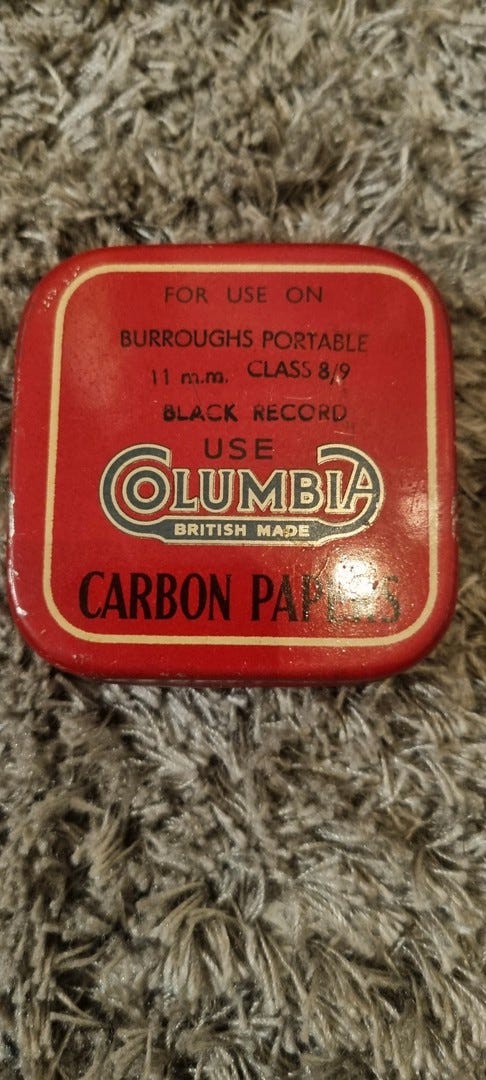 FOR USE ON
BURROUGHS PORTABLE
11 m.m. CLASS 8/9
BLACK RECORD
USE
COLUMBIA
BRITISH MADE
CARBON PAPERS